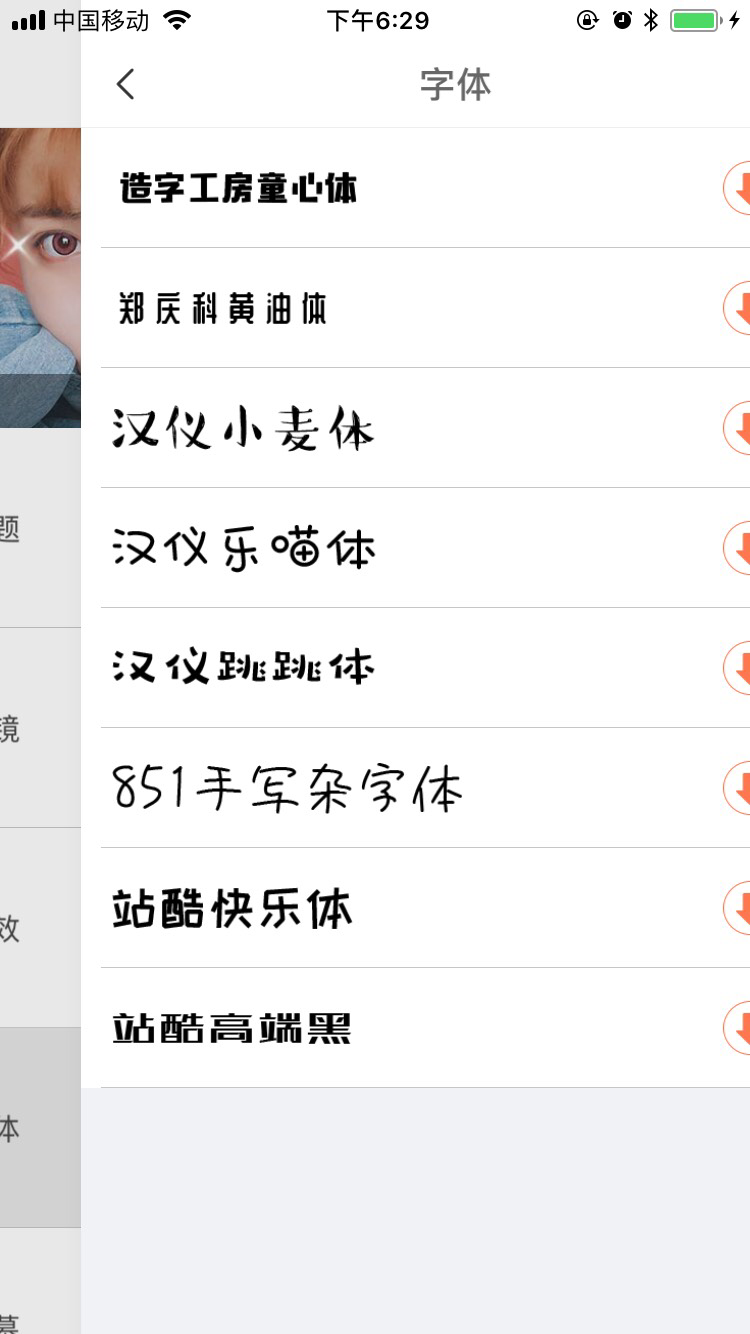 中国移动 下午6:29
字体
造字工房童心体
郑庆科黄油体
汉仪小麦体
题
汉仪乐喵体
汉仪跳跳体
镜
851手写杂字体
站酷快乐体
效
站酷高端黑
体
幕